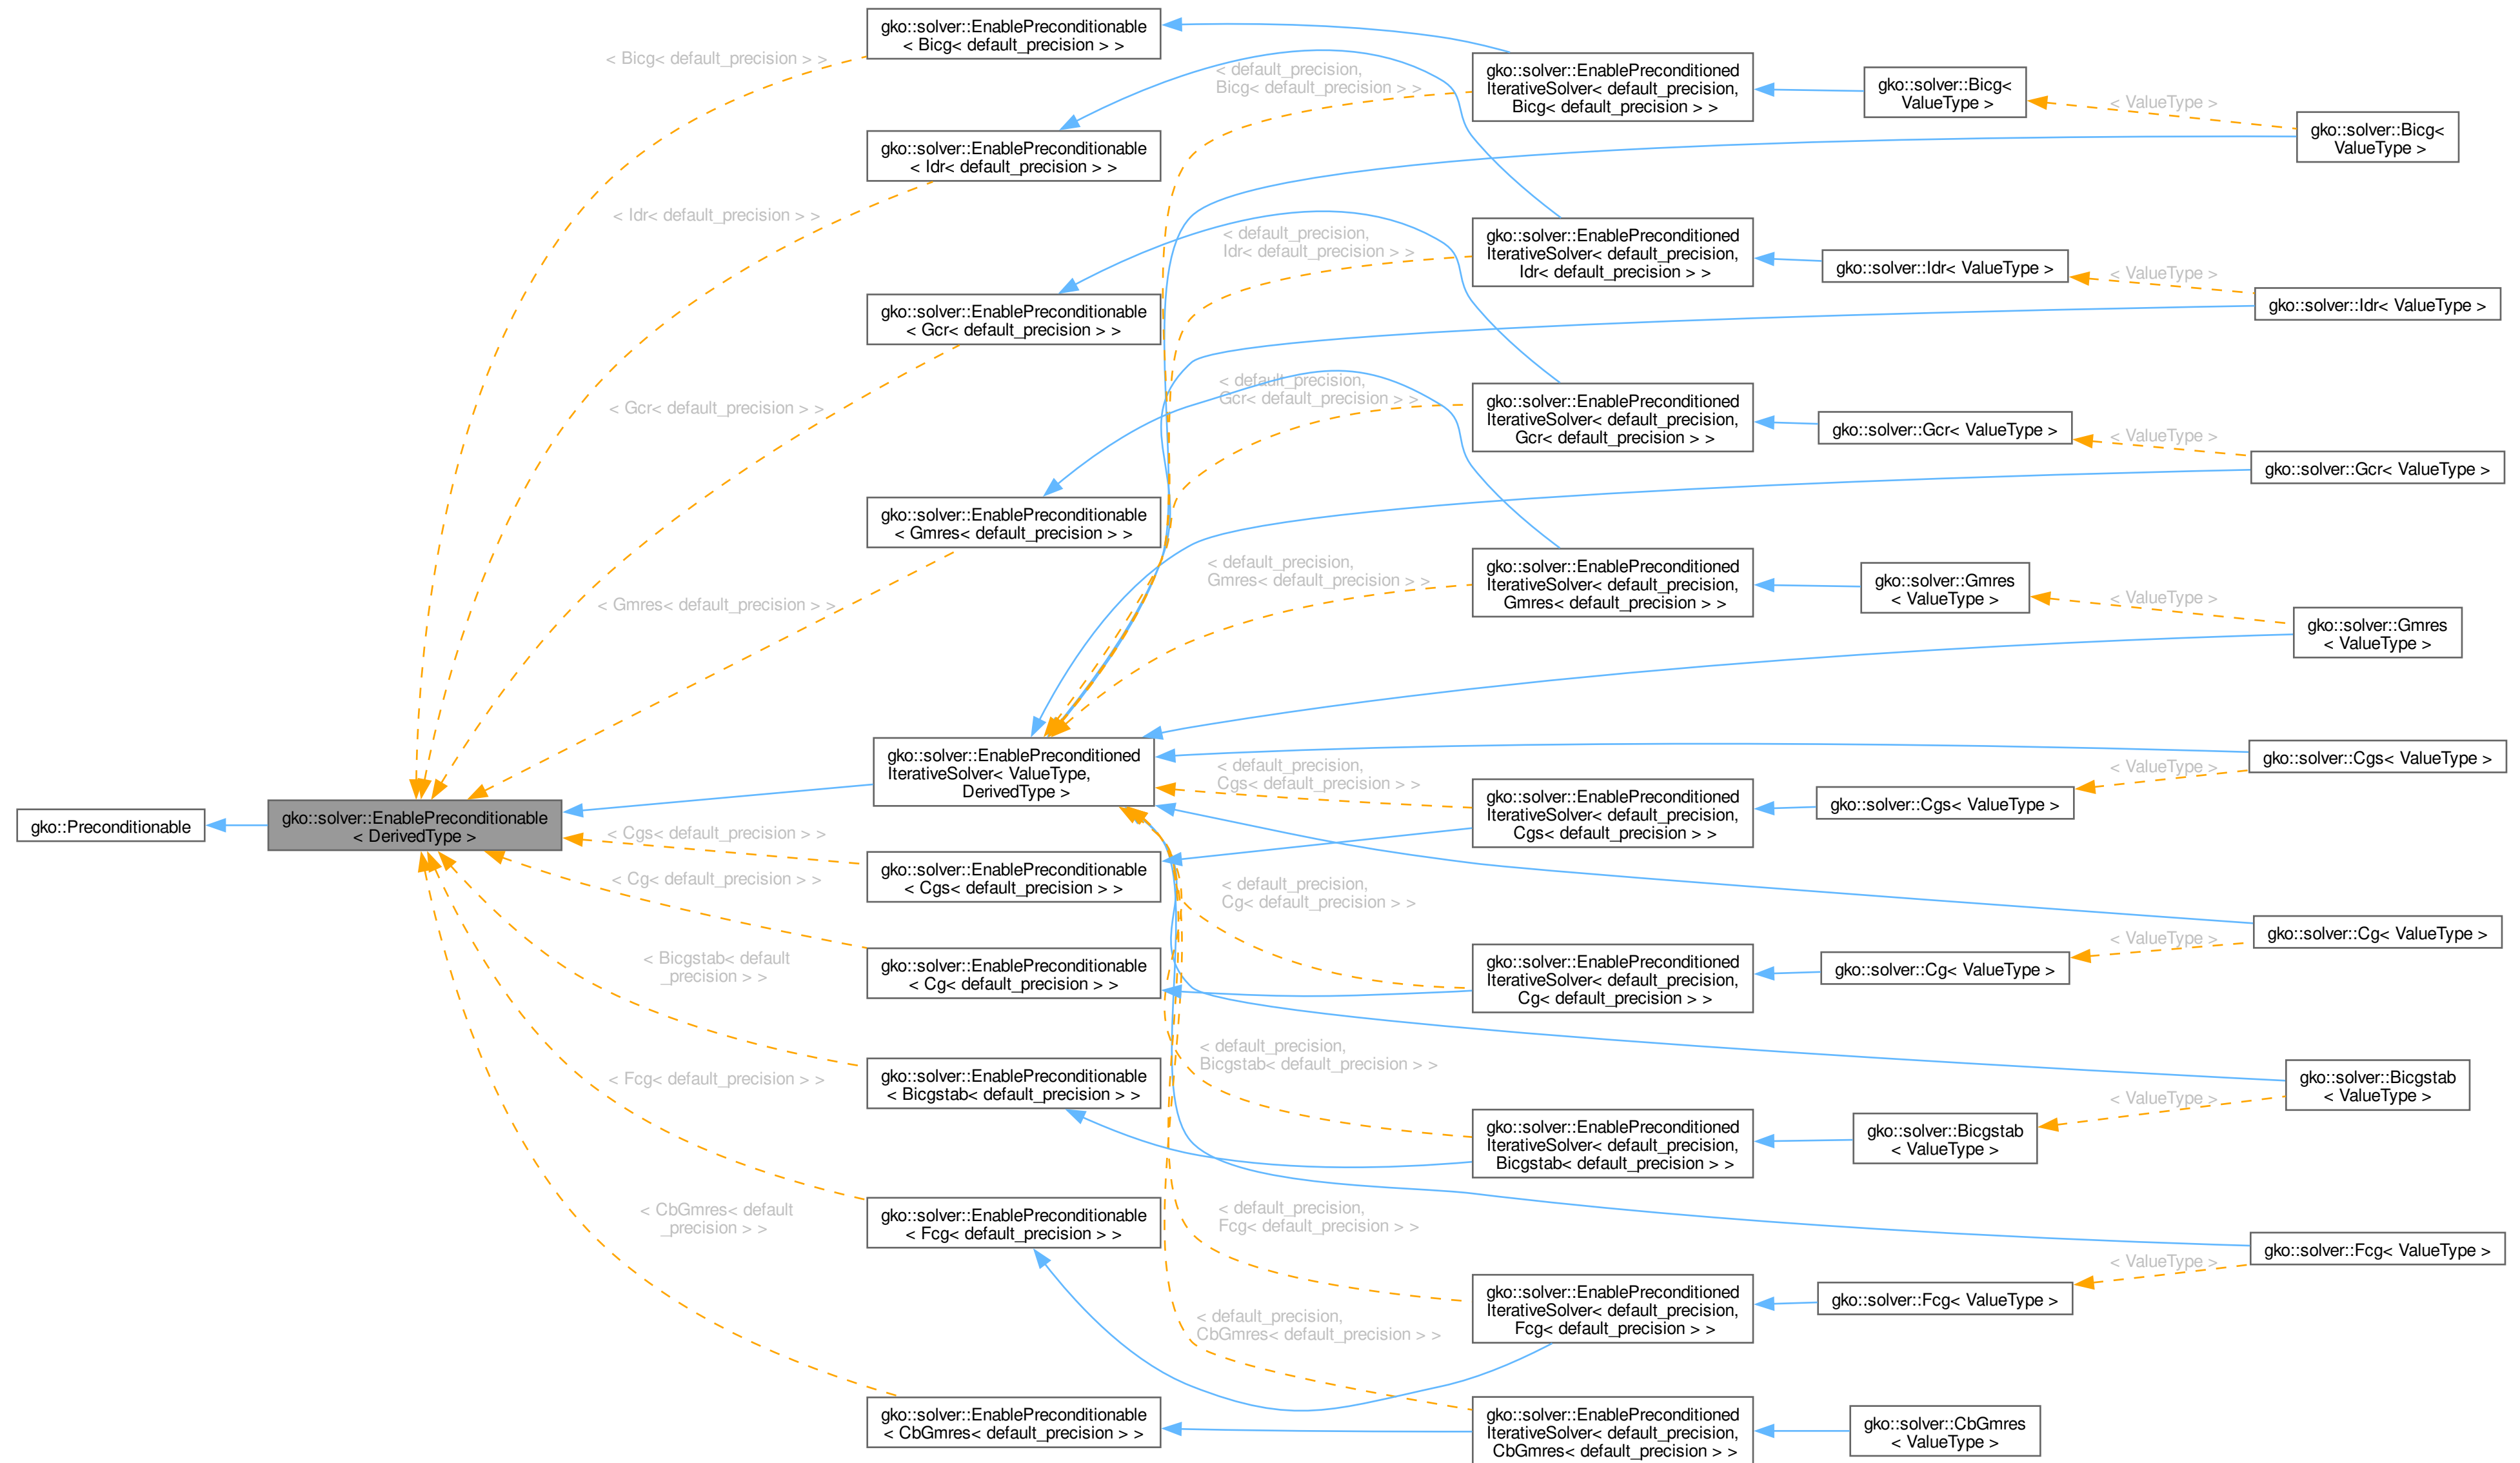 gko::Preconditionable
gko::solver::EnablePreconditionable
< DerivedType >
< Bicg< default_precision > >
< Idr< default_precision > >
< Gcr< default_precision > >
< Gmres< default_precision > >
< Cgs< default_precision > >
< Cg< default_precision > >
< Bicgstab< default
_precision > >
< Fcg< default_precision > >
< CbGmres< default
_precision > >
gko::solver::EnablePreconditionable
< Bicg< default_precision > >
gko::solver::EnablePreconditionable
< Idr< default_precision > >
gko::solver::EnablePreconditionable
< Gcr< default_precision > >
gko::solver::EnablePreconditionable
< Gmres< default_precision > >
gko::solver::EnablePreconditioned
IterativeSolver< ValueType,
DerivedType >
gko::solver::EnablePreconditionable
< Cgs< default_precision > >
gko::solver::EnablePreconditionable
< Cg< default_precision > >
gko::solver::EnablePreconditionable
< Bicgstab< default_precision > >
gko::solver::EnablePreconditionable
< Fcg< default_precision > >
gko::solver::EnablePreconditionable
< CbGmres< default_precision > >
< default_precision,
Bicg< default_precision > >
< default_precision,
Idr< default_precision > >
< default_precision,
Gcr< default_precision > >
< default_precision,
Gmres< default_precision > >
< default_precision,
Cgs< default_precision > >
< default_precision,
Cg< default_precision > >
< default_precision,
Bicgstab< default_precision > >
< default_precision,
Fcg< default_precision > >
< default_precision,
CbGmres< default_precision > >
gko::solver::EnablePreconditioned
IterativeSolver< default_precision,
Bicg< default_precision > >
gko::solver::EnablePreconditioned
IterativeSolver< default_precision,
Idr< default_precision > >
gko::solver::EnablePreconditioned
IterativeSolver< default_precision,
Gcr< default_precision > >
gko::solver::EnablePreconditioned
IterativeSolver< default_precision,
Gmres< default_precision > >
gko::solver::EnablePreconditioned
IterativeSolver< default_precision,
Cgs< default_precision > >
gko::solver::EnablePreconditioned
IterativeSolver< default_precision,
Cg< default_precision > >
gko::solver::EnablePreconditioned
IterativeSolver< default_precision,
Bicgstab< default_precision > >
gko::solver::EnablePreconditioned
IterativeSolver< default_precision,
Fcg< default_precision > >
gko::solver::EnablePreconditioned
IterativeSolver< default_precision,
CbGmres< default_precision > >
gko::solver::Bicg<
ValueType >
gko::solver::Idr< ValueType >
gko::solver::Gcr< ValueType >
gko::solver::Gmres
< ValueType >
gko::solver::Cgs< ValueType >
gko::solver::Cg< ValueType >
gko::solver::Bicgstab
< ValueType >
gko::solver::Fcg< ValueType >
gko::solver::CbGmres
< ValueType >
< ValueType >
< ValueType >
< ValueType >
< ValueType >
< ValueType >
< ValueType >
< ValueType >
< ValueType >
gko::solver::Bicg<
ValueType >
gko::solver::Idr< ValueType >
gko::solver::Gcr< ValueType >
gko::solver::Gmres
< ValueType >
gko::solver::Cgs< ValueType >
gko::solver::Cg< ValueType >
gko::solver::Bicgstab
< ValueType >
gko::solver::Fcg< ValueType >